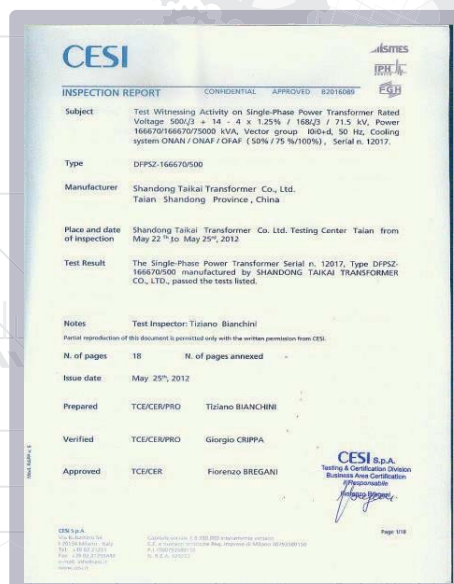 CESI
ISMES
IPH
FGH
INSPECTION REPORT CONFIDENTIAL APPROVED B2016089
Subject Test Witnessing Activity on Single-Phase Power Transformer Rated
Voltage 500/√3 + 14 - 4 x 1.25% / 168/√3 / 71.5 kV, Power
166670/166670/75000 kVA, Vector group I0i0+d, 50 Hz, Cooling
system ONAN / ONAF / OFAF ( 50% / 75 %/100%) , Serial n. 12017.
Type DFPSZ-166670/500
Manufacturer Shandong Taikai Transformer Co., Ltd.
Taian Shandong Province , China
Place and date Shandong Taikai Transformer Co. Ltd. Testing Center Taian from
of inspection May 22 Th to May 25th, 2012
Test Result The Single-Phase Power Transformer Serial n. 12017, Type DFPSZ-
166670/500 manufactured by SHANDONG TAIKAI TRANSFORMER
CO., LTD., passed the tests listed.
Notes Test Inspector: Tiziano Bianchini
Partial reproduction of this document is permitted only with the written permission from CESI.
N. of pages 18 N. of pages annexed -
Issue date May 25th, 2012
Prepared TCE/CER/PRO Tiziano BIANCHINI
Verified TCE/CER/PRO Giorgio CRIPPA
Approved TCE/CER Fiorenzo BREGANI
CESI S.p.A.
Testing & Certification Division
Business Area Certification
Il Responsabile
Fiorenzo Bregani
CESI S.p.A. Page 1/18